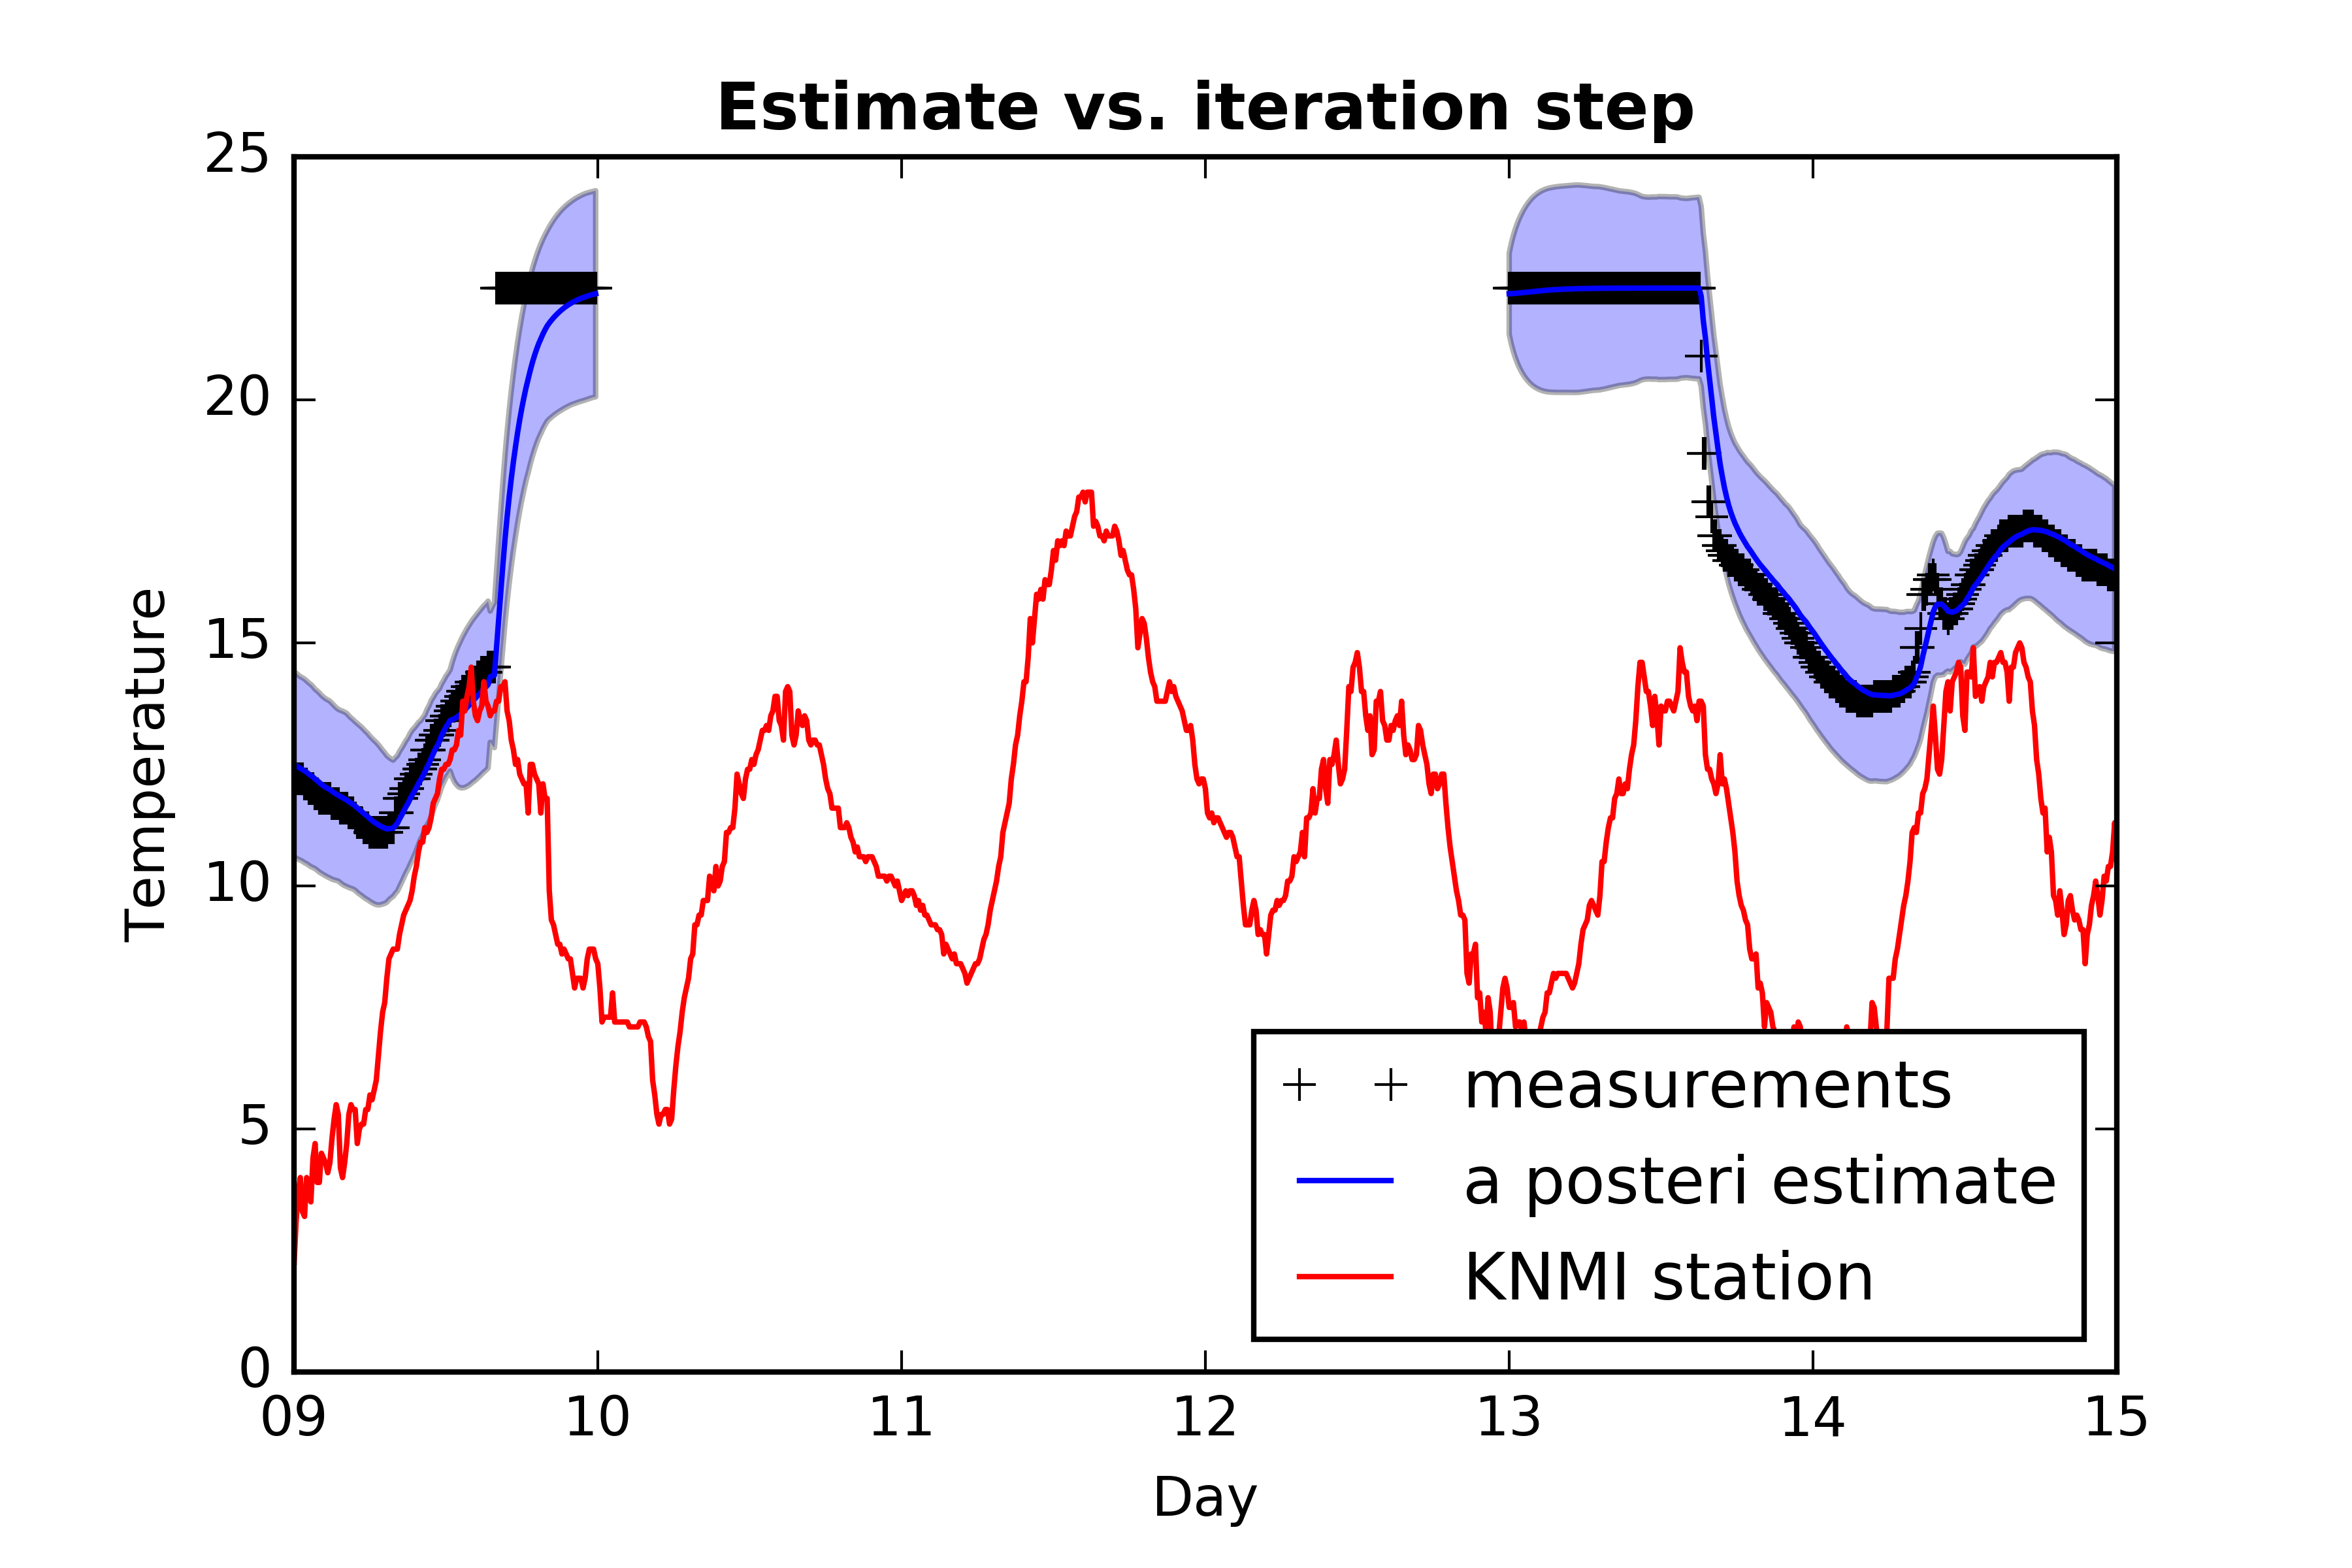 Estimate vs. iteration step
25
20
15
10
5
0
Temperature
09 10 11 12 13 14 15
Day
measurements
a posteri estimate
KNMI station